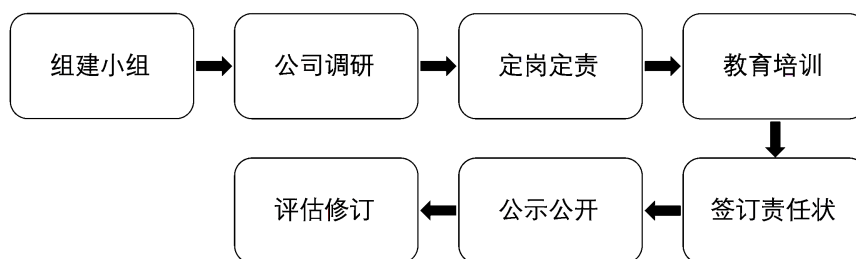 组建小组
公司调研
定岗定责
教育培训
签订责任状
公示公开
评估修订